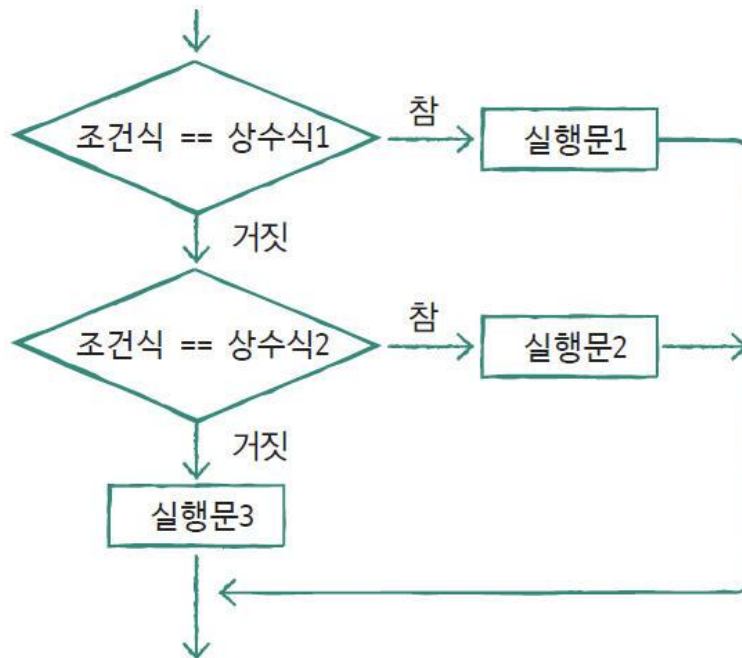 조건식 == 상수식1
참
실행문1
거짓
조건식 == 상수식2
참
실행문2
거짓
실행문3